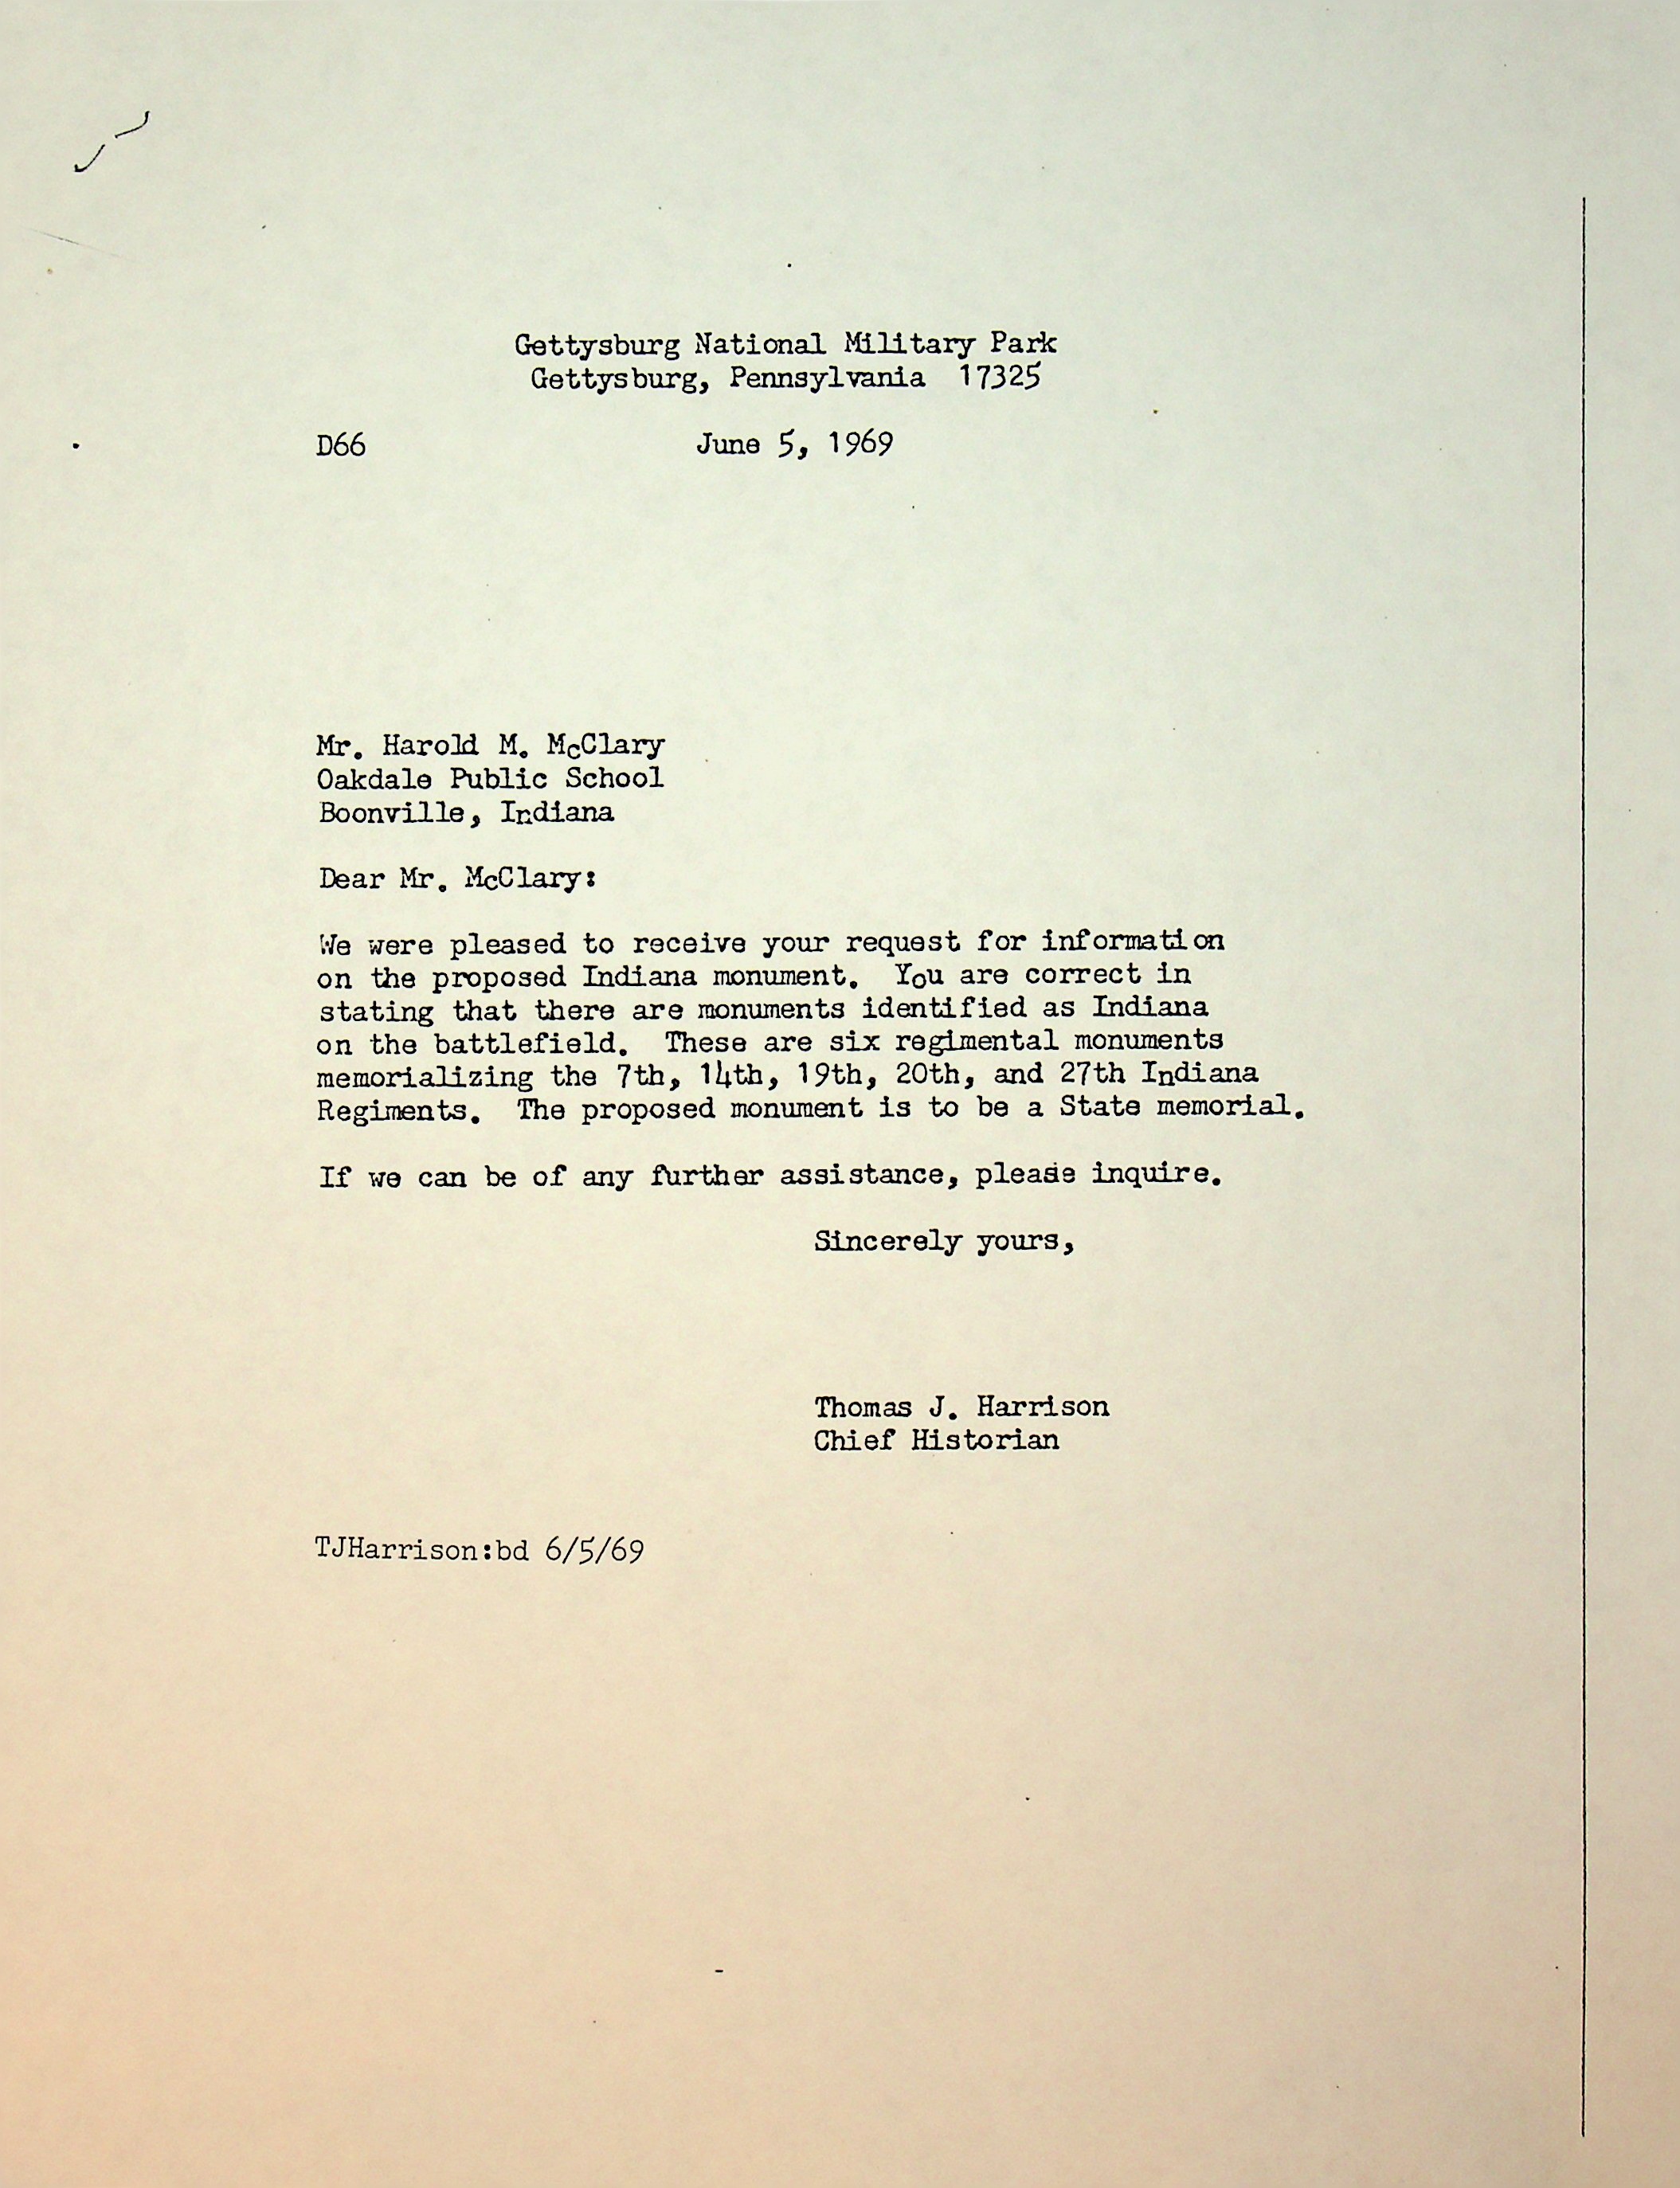 Gettysburg National Military Park
Gettysburg, Pennsylvania 17325
D66 June 5, 1969
Mr. Harold M. McClary
Oakdale Public School
Boonville, Indiana
Dear Mr. McClary:
We were pleased to receive your request for information
on the proposed Indiana monument. You are correct in
stating that there are monuments identified as Indiana
on the battlefield. These are six regimental monuments
memorializing the 7th, 14th, 19th, 20th, and 27th Indiana
Regiments. The proposed monument is to be a State memorial.
If we can be of any further assistance, please inquire.
Sincerely yours,
Thomas J. Harrison
Chief Historian
TJHarrison:bd 6/5/69